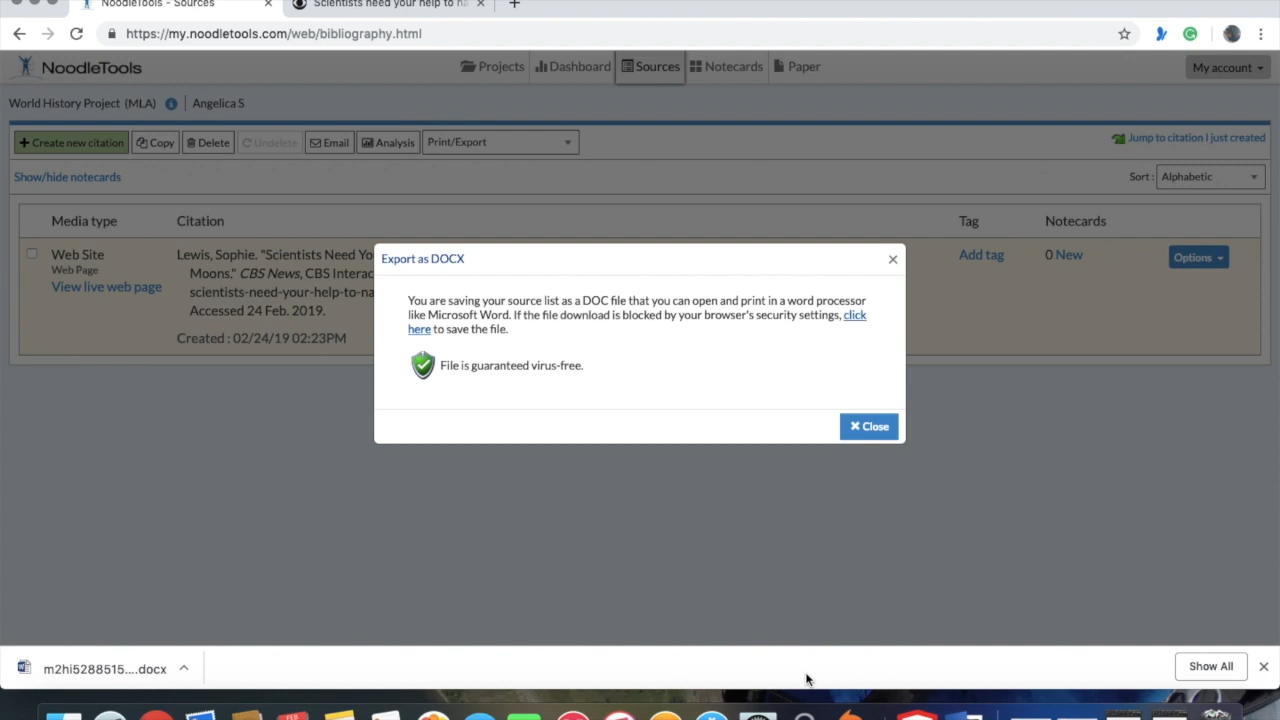 NoodleTools - Sources
Scientists need your help to na
https://my.noodletools.com/web/bibliography.html
NoodleTools Projects Dashboard Sources Notecards Paper My account
World History Project (MLA) Angelica S
Create new citation Copy Delete Undelete Email Analysis Print/Export Jump to citation I just created
Show/hide notecards Sort : Alphabetic
Media type Citation Tag Notecards
Web Site Lewis, Sophie. "Scientists Need Yo Add tag 0 New Options
Web Page Moons." CBS News, CBS Interac
View live web page scientists-need-your-help-to-na
Accessed 24 Feb. 2019.
Created : 02/24/19 02:23PM
Export as DOCX
You are saving your source list as a DOC file that you can open and print in a word processor
like Microsoft Word. If the file download is blocked by your browser's security settings, click
here to save the file.
File is guaranteed virus-free.
Close
m2hi5288515....docx Show All